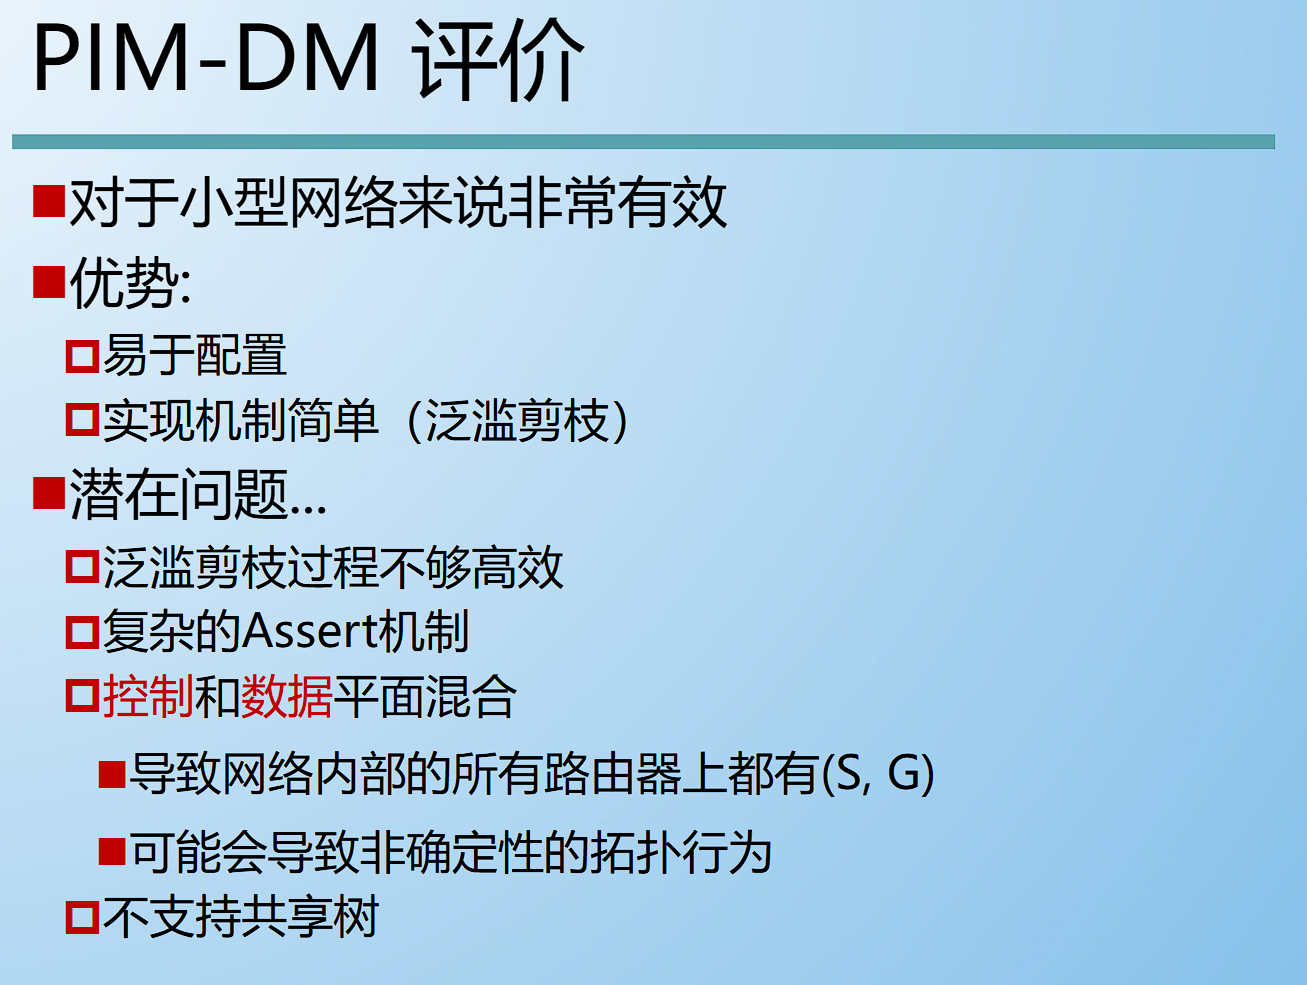 PIM-DM 评价
对于小型网络来说非常有效
优势:
易于配置
实现机制简单（泛滥剪枝）
潜在问题...
泛滥剪枝过程不够高效
复杂的Assert机制
控制和数据平面混合
导致网络内部的所有路由器上都有(S, G)
可能会导致非确定性的拓扑行为
不支持共享树